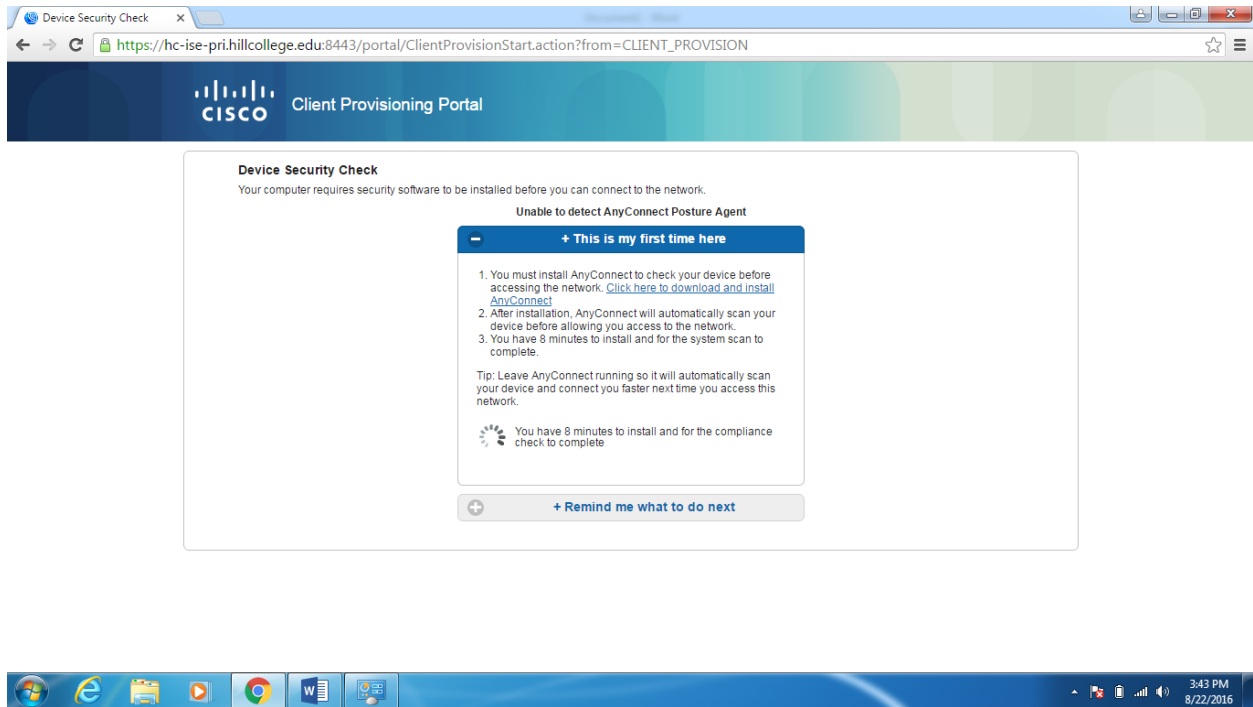 Device Security Check
https://hc-ise-pri.hillcollege.edu:8443/portal/ClientProvisionStart.action?from=CLIENT_PROVISION
CISCO Client Provisioning Portal
Device Security Check
Your computer requires security software to be installed before you can connect to the network.
Unable to detect AnyConnect Posture Agent
+ This is my first time here
1. You must install AnyConnect to check your device before
accessing the network. Click here to download and install
AnyConnect
2. After installation, AnyConnect will automatically scan your
device before allowing you access to the network.
3. You have 8 minutes to install and for the system scan to
complete.
Tip: Leave AnyConnect running so it will automatically scan
your device and connect you faster next time you access this
network.
You have 8 minutes to install and for the compliance
check to complete
+ Remind me what to do next
3:43 PM
8/22/2016